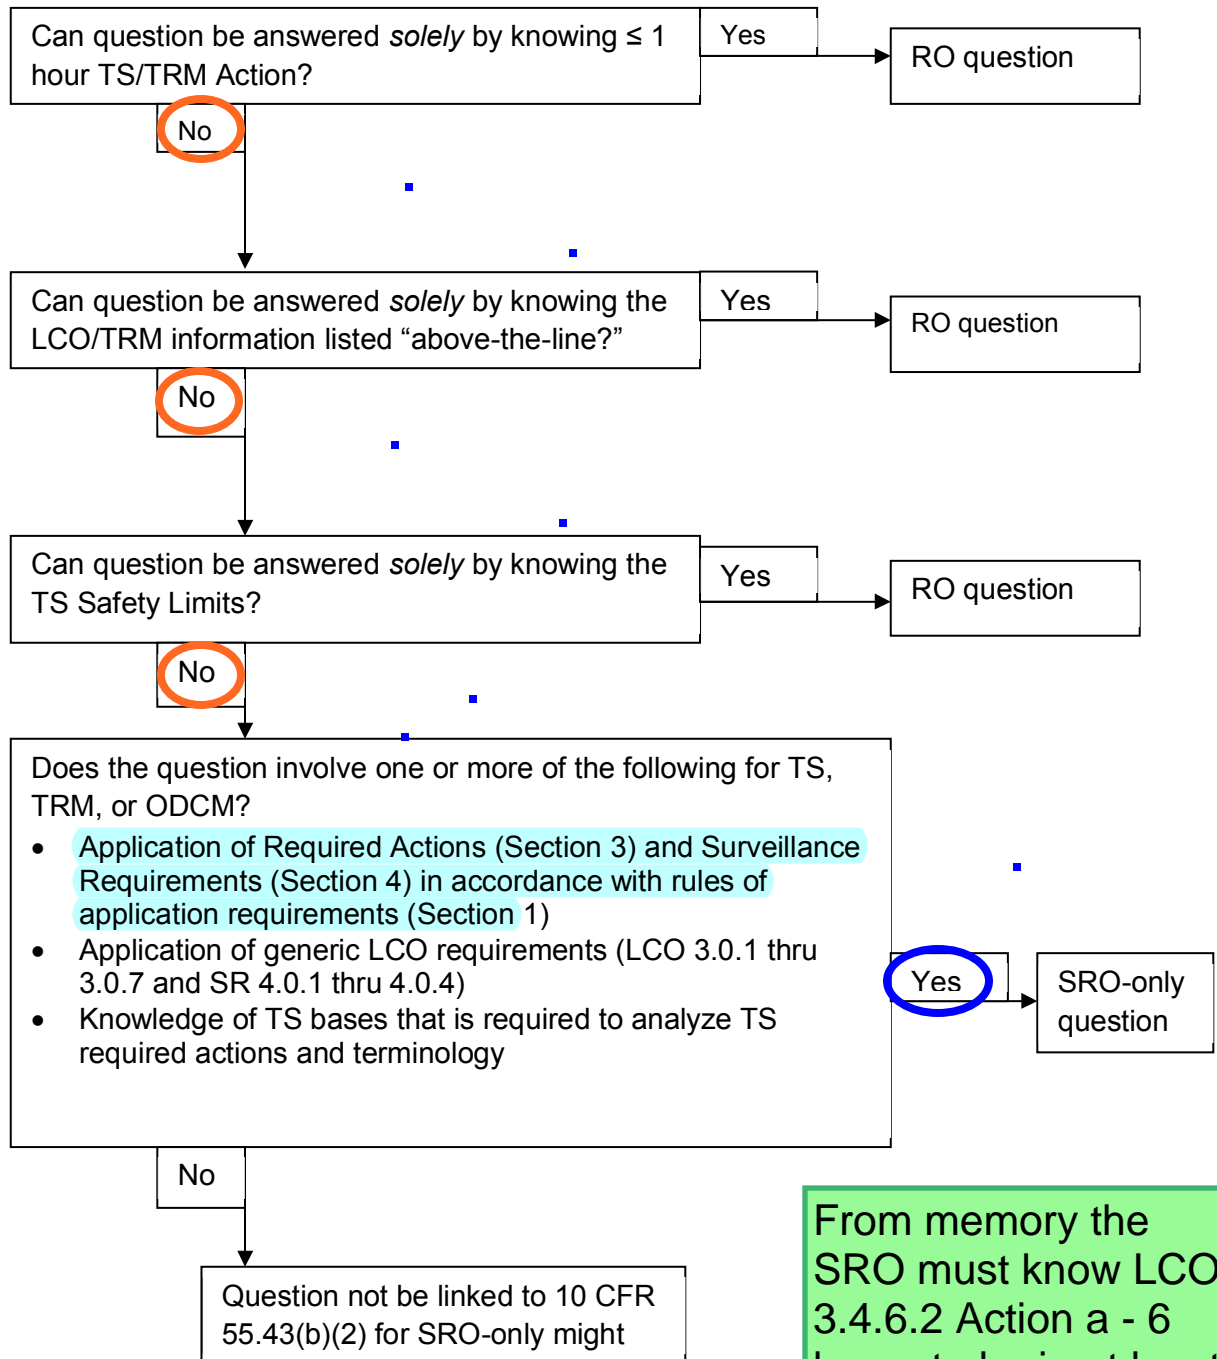 Can question be answered solely by knowing ≤ 1
hour TS/TRM Action?
Yes
RO question
No
Can question be answered solely by knowing the
LCO/TRM information listed “above-the-line?”
Yes
RO question
No
Can question be answered solely by knowing the
TS Safety Limits?
Yes
RO question
No
Does the question involve one or more of the following for TS,
TRM, or ODCM?
• Application of Required Actions (Section 3) and Surveillance
Requirements (Section 4) in accordance with rules of
application requirements (Section 1)
• Application of generic LCO requirements (LCO 3.0.1 thru
3.0.7 and SR 4.0.1 thru 4.0.4)
• Knowledge of TS bases that is required to analyze TS
required actions and terminology
Yes
SRO-only
question
No
Question not be linked to 10 CFR
55.43(b)(2) for SRO-only might
From memory the
SRO must know LCO
3.4.6.2 Action a - 6